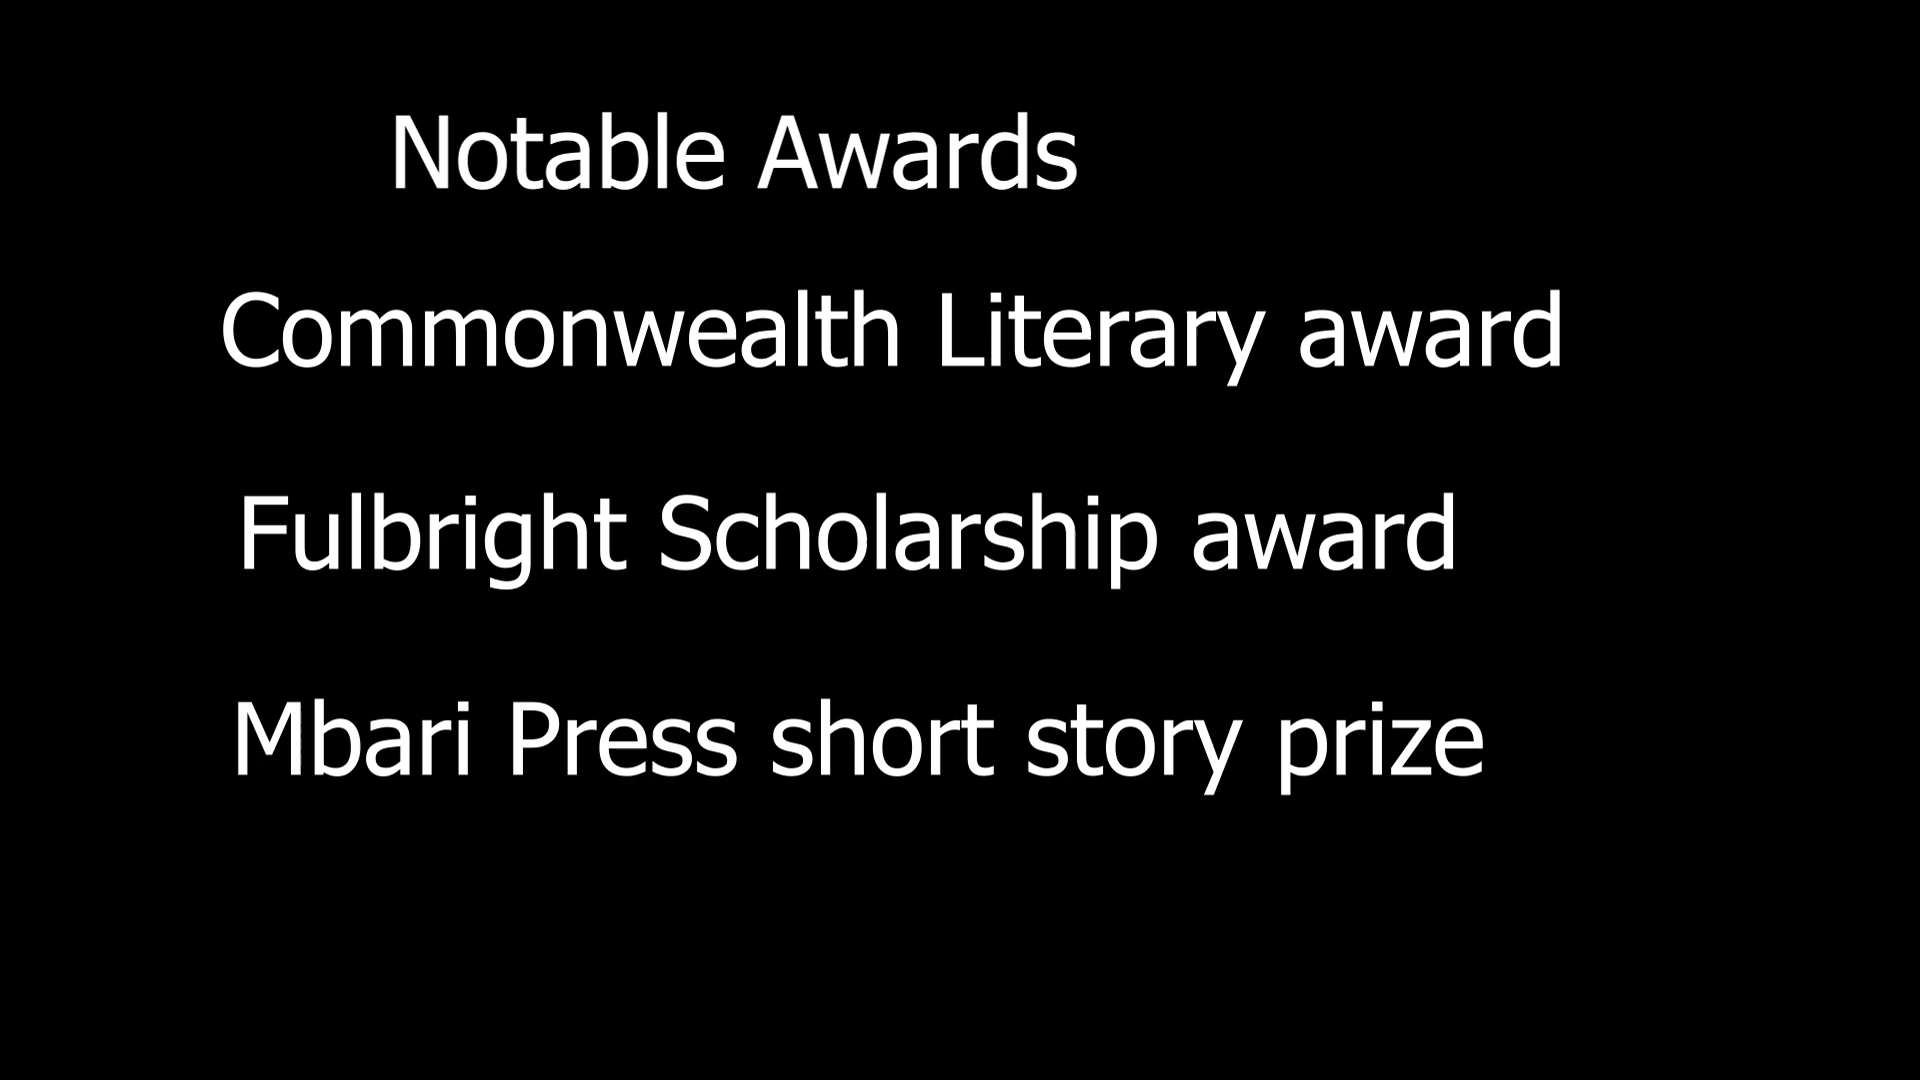 Notable Awards
Commonwealth Literary award
Fulbright Scholarship award
Mbari Press short story prize